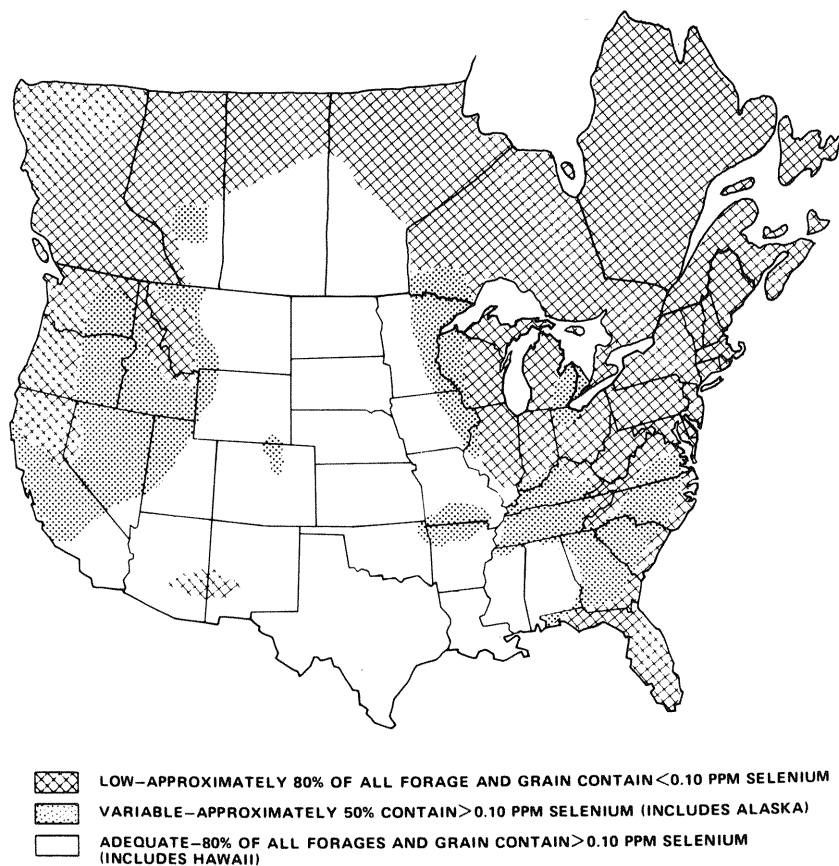 LOW–APPROXIMATELY 80% OF ALL FORAGE AND GRAIN CONTAIN<0.10 PPM SELENIUM
VARIABLE–APPROXIMATELY 50% CONTAIN>0.10 PPM SELENIUM (INCLUDES ALASKA)
ADEQUATE–80% OF ALL FORAGES AND GRAIN CONTAIN>0.10 PPM SELENIUM
(INCLUDES HAWAII)